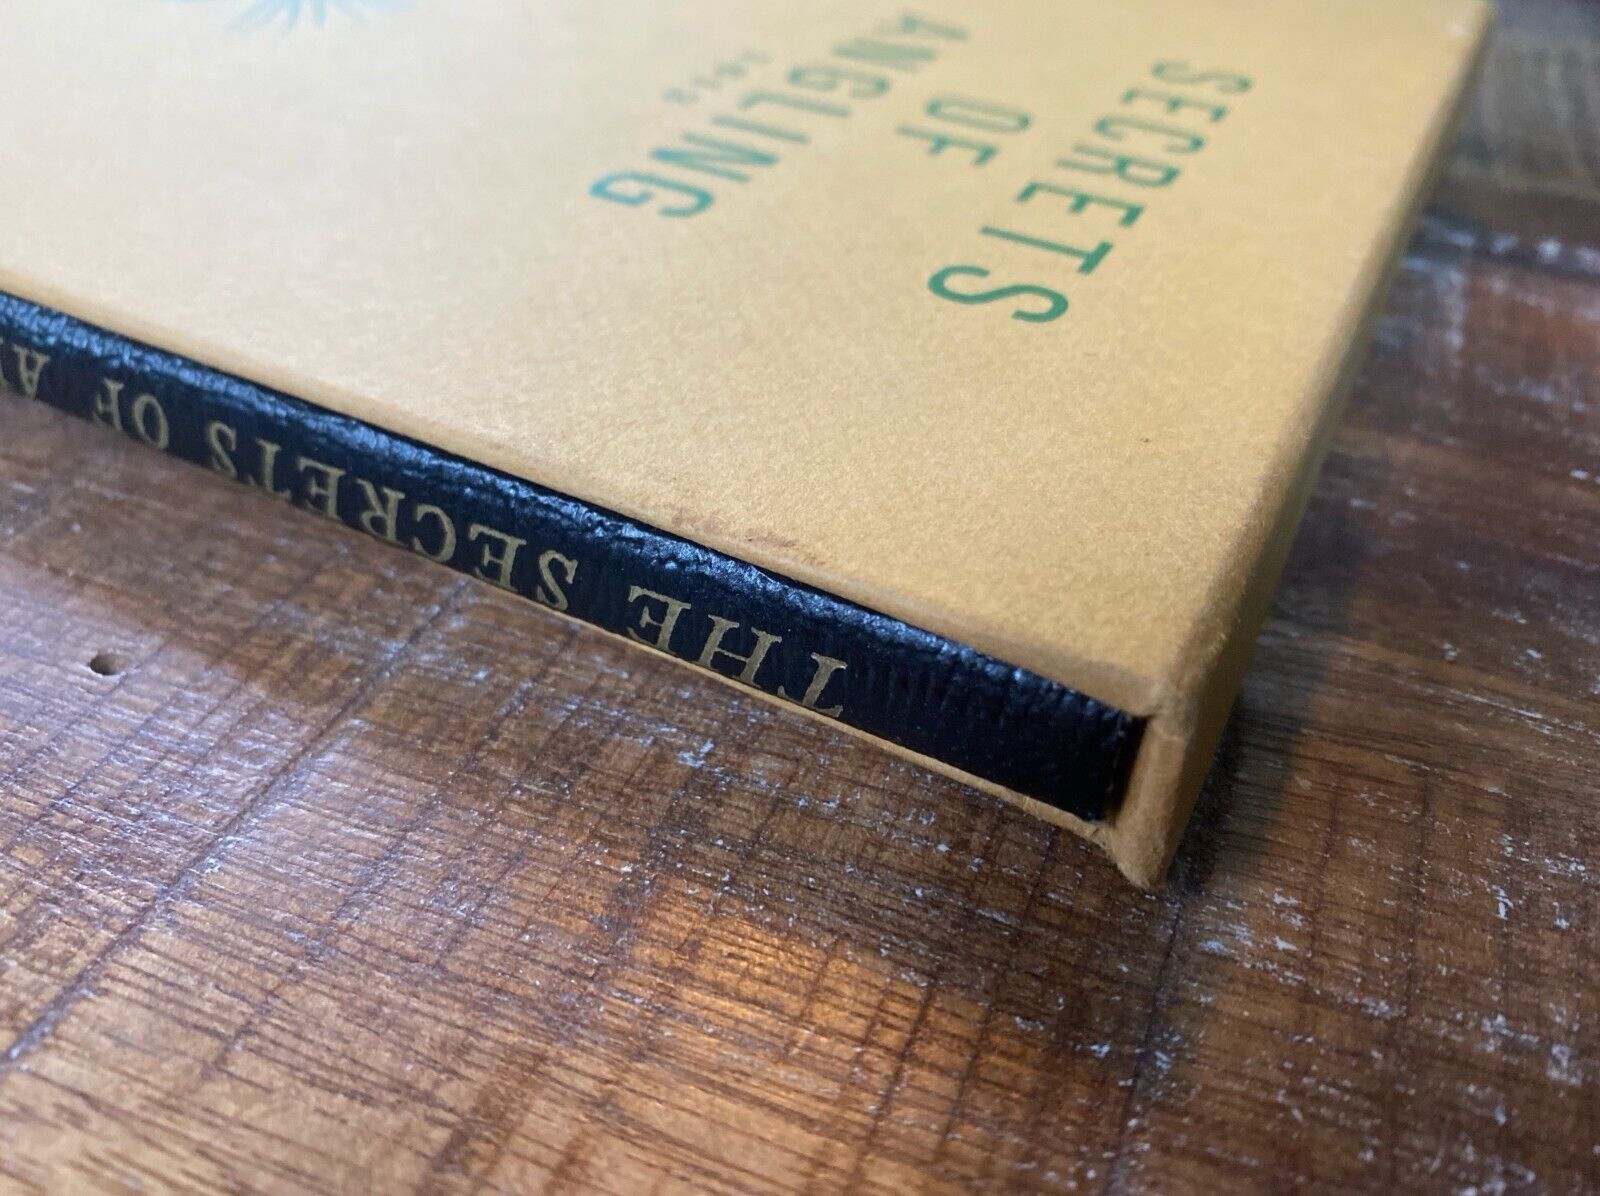 SECRETS
OF
ANGLING
THE SECRETS OF